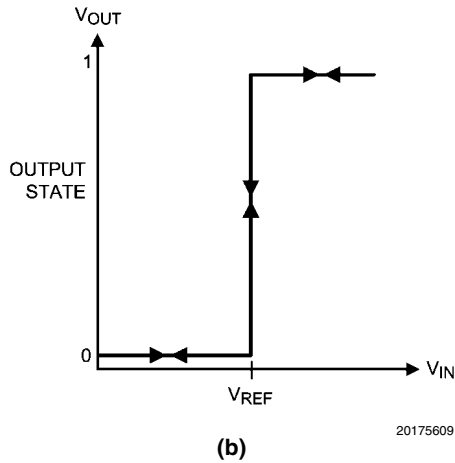 VOUT
1
OUTPUT
STATE
0
VIN
VREF
20175609
(b)